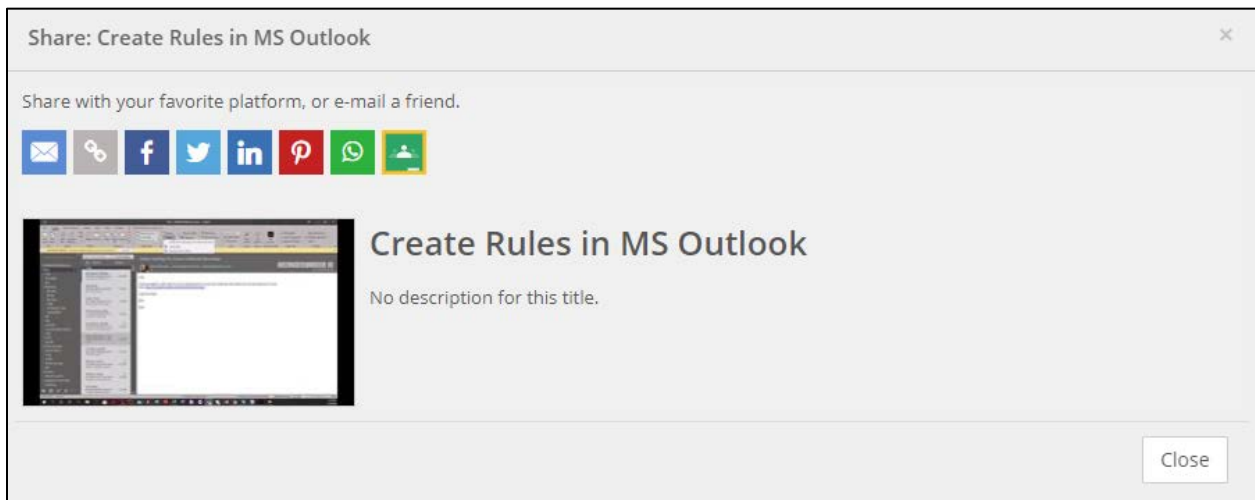 Share: Create Rules in MS Outlook
×
Share with your favorite platform, or e-mail a friend.
Create Rules in MS Outlook
No description for this title.
Close